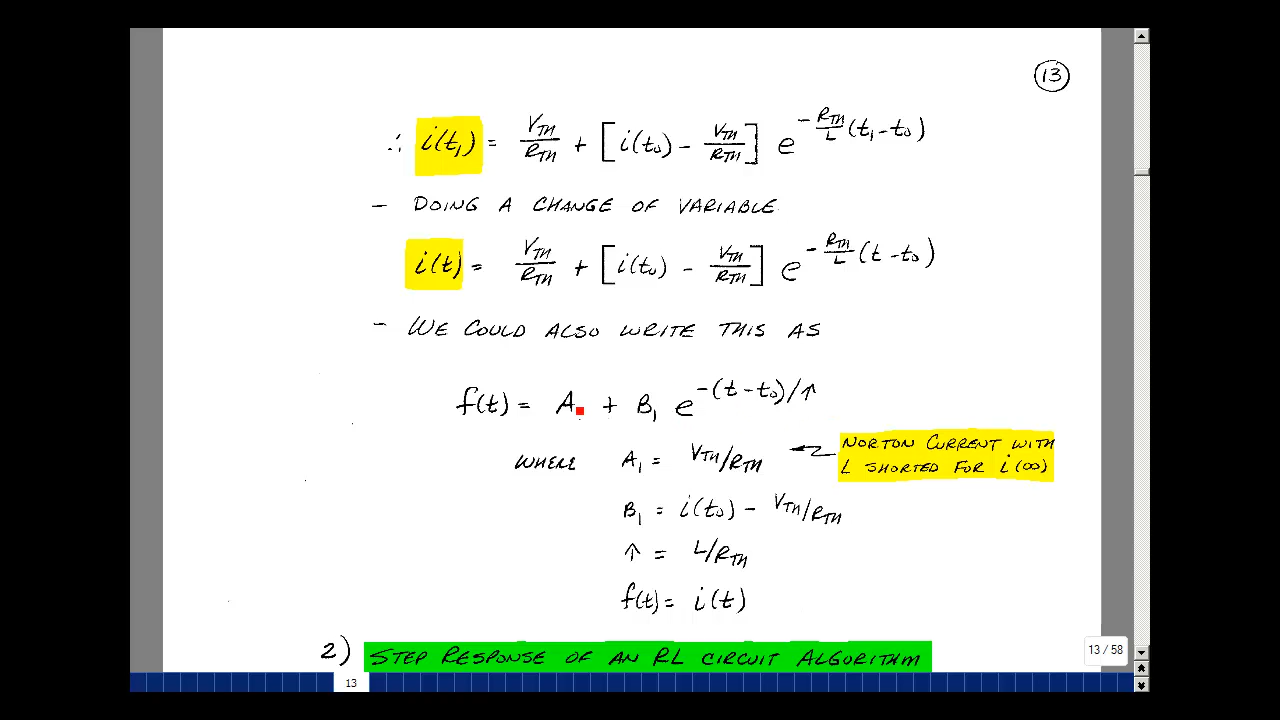 13
∴ i(t₁) = V_TH/R_TH + [i(t₀) - V_TH/R_TH] e^(-R_TH/L (t₁-t₀))
- DOING A CHANGE OF VARIABLE
i(t) = V_TH/R_TH + [i(t₀) - V_TH/R_TH] e^(-R_TH/L (t-t₀))
- WE COULD ALSO WRITE THIS AS
f(t) = A₁ + B₁ e^(-(t-t₀)/↑)
WHERE A₁ = V_TH/R_TH
NORTON CURRENT WITH
L SHORTED FOR i(∞)
B₁ = i(t₀) - V_TH/R_TH
↑ = L/R_TH
f(t) = i(t)
2) STEP RESPONSE OF AN RL CIRCUIT ALGORITHM
13 / 58
13